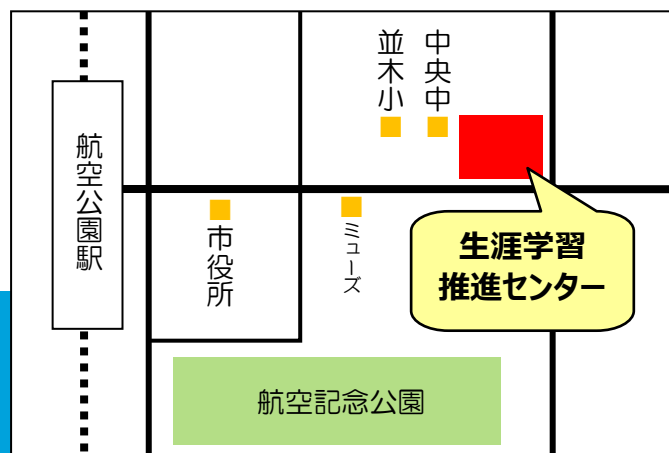 航空公園駅
並木小
中央中
市役所
ミューズ
生涯学習
推進センター
航空記念公園